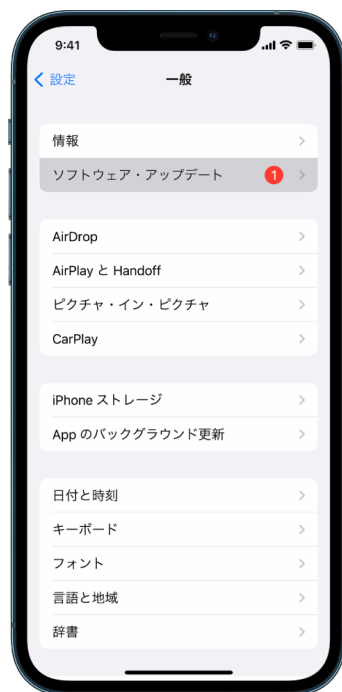 9:41
設定
一般
情報
ソフトウェア・アップデート 1
AirDrop
AirPlay と Handoff
ピクチャ・イン・ピクチャ
CarPlay
iPhone ストレージ
App のバックグラウンド更新
日付と時刻
キーボード
フォント
言語と地域
辞書